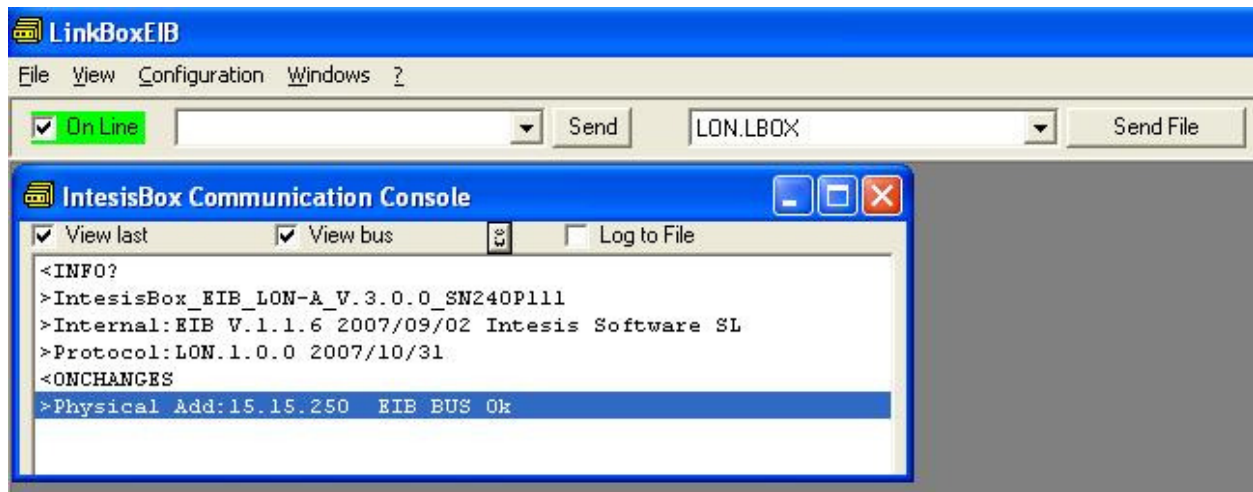 LinkBoxEIB
File View Configuration Windows ?
On Line Send LON.LBOX Send File
IntesisBox Communication Console
View last View bus Log to File
<INFO?
>IntesisBox_EIB_LON-A_V.3.0.0_SN240P111
>Internal:EIB V.1.1.6 2007/09/02 Intesis Software SL
>Protocol:LON.1.0.0 2007/10/31
<ONCHANGES
>Physical Add:15.15.250 EIB BUS Ok